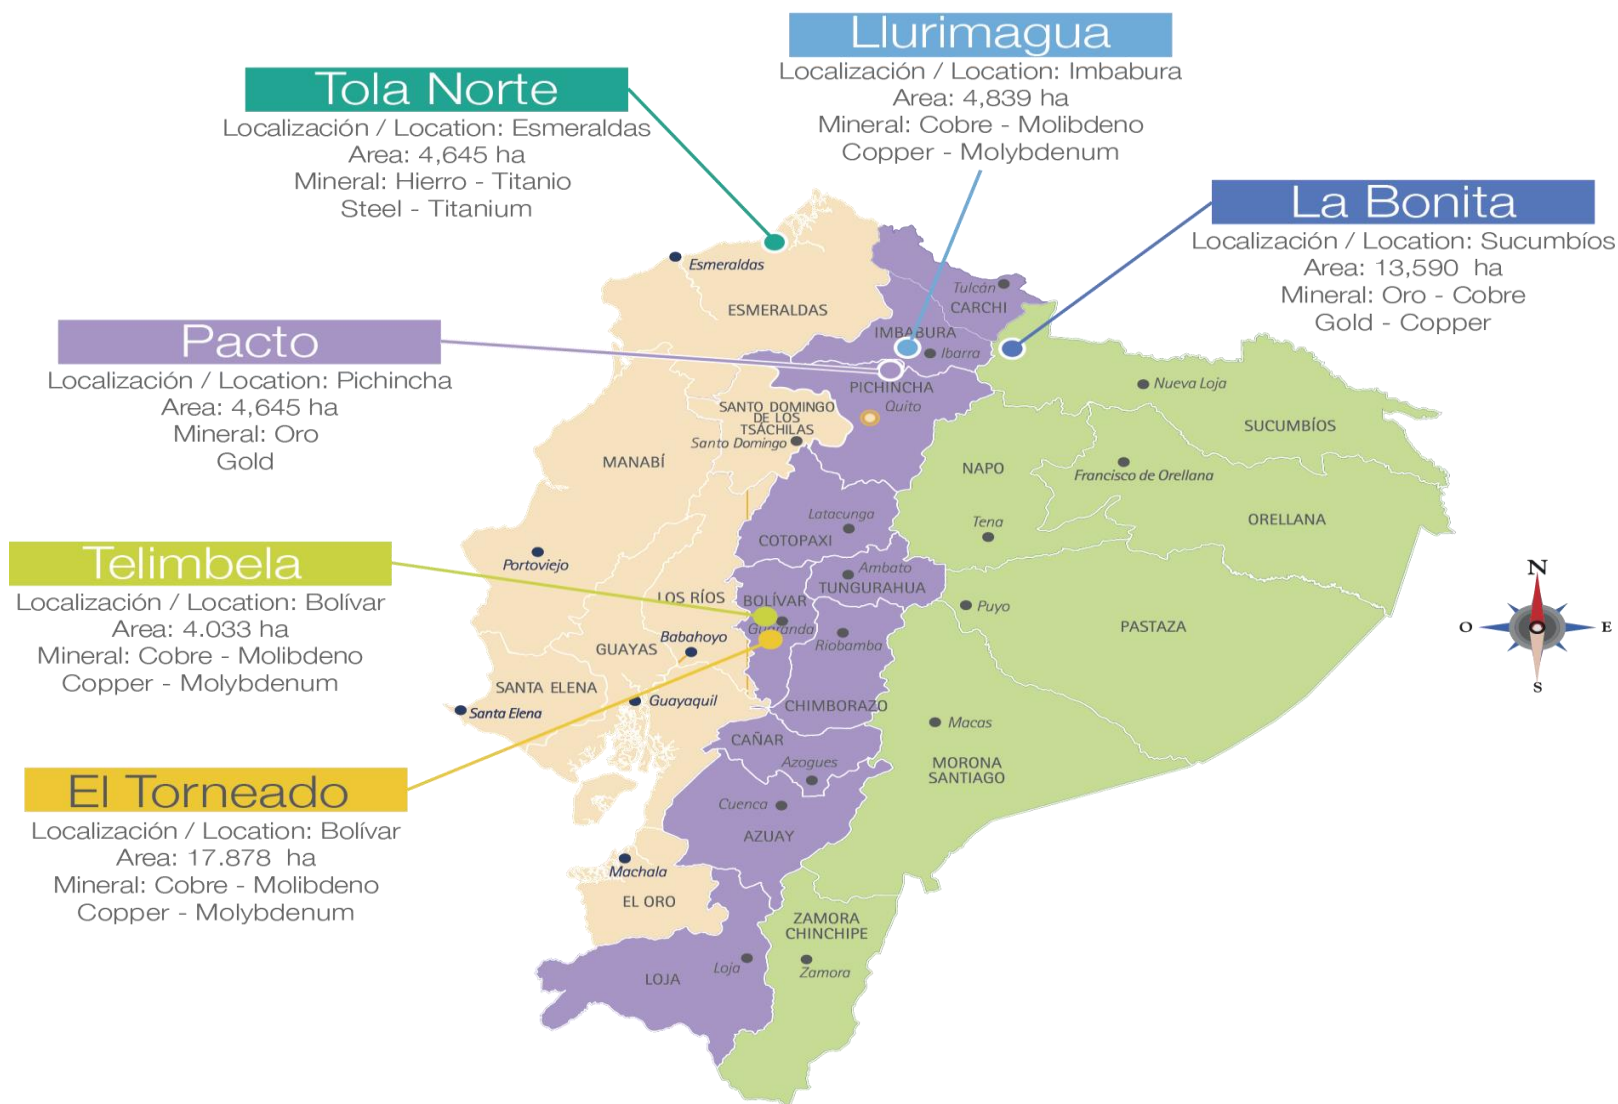 Llurimagua
Localización / Location: Imbabura
Area: 4,839 ha
Mineral: Cobre - Molibdeno
Copper - Molybdenum
Tola Norte
Localización / Location: Esmeraldas
Area: 4,645 ha
Mineral: Hierro - Titanio
Steel - Titanium
La Bonita
Localización / Location: Sucumbíos
Area: 13,590 ha
Mineral: Oro - Cobre
Gold - Copper
Pacto
Localización / Location: Pichincha
Area: 4,645 ha
Mineral: Oro
Gold
Telimbela
Localización / Location: Bolívar
Area: 4.033 ha
Mineral: Cobre - Molibdeno
Copper - Molybdenum
El Torneado
Localización / Location: Bolívar
Area: 17.878 ha
Mineral: Cobre - Molibdeno
Copper - Molybdenum
Esmeraldas
ESMERALDAS
Tulcán
CARCHI
IMBABURA
Ibarra
PICHINCHA
Quito
Nueva Loja
SUCUMBÍOS
SANTO DOMINGO
DE LOS
TSÁCHILAS
Santo Domingo
MANABÍ
NAPO
Francisco de Orellana
ORELLANA
Latacunga
COTOPAXI
Tena
Portoviejo
Ambato
TUNGURAHUA
LOS RÍOS
BOLÍVAR
Guaranda
Puyo
PASTAZA
Babahoyo
GUAYAS
Riobamba
SANTA ELENA
Santa Elena
Guayaquil
CHIMBORAZO
Macas
CAÑAR
Azogues
MORONA
SANTIAGO
Cuenca
AZUAY
Machala
EL ORO
ZAMORA
CHINCHIPE
Loja
LOJA
Zamora
N
O
E
S